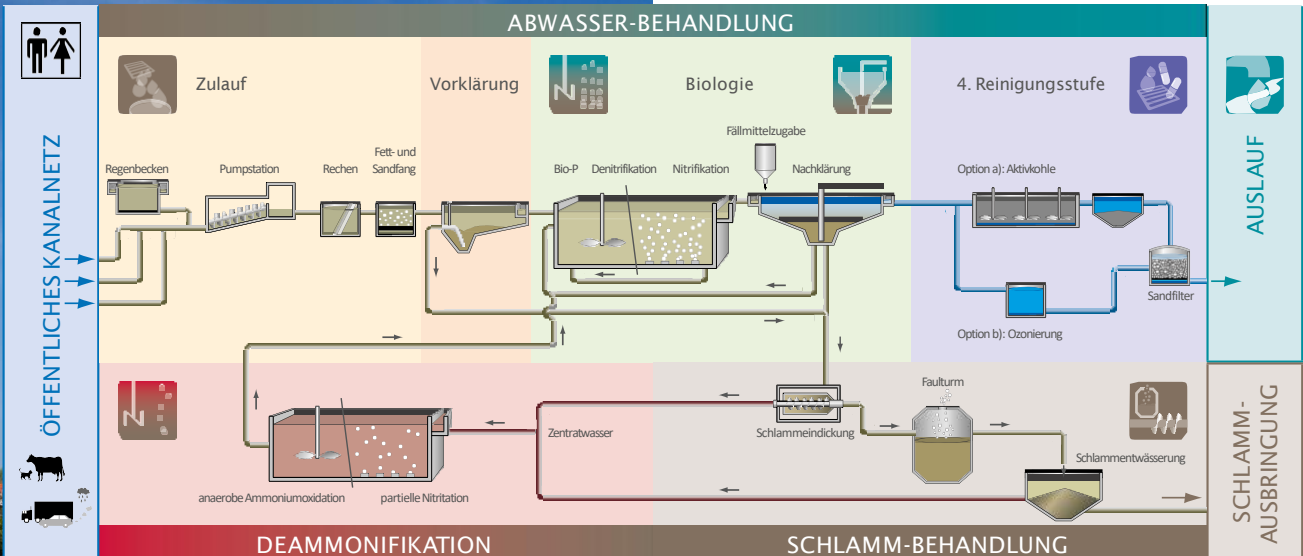 ABWASSER-BEHANDLUNG
ÖFFENTLICHES KANALNETZ
Zulauf
Vorklärung
Biologie
4. Reinigungsstufe
AUSLAUF
Regenbecken
Pumpstation
Rechen
Fett- und
Sandfang
Bio-P
Denitrifikation
Nitrifikation
Fällmittelzugabe
Nachklärung
Option a): Aktivkohle
Sandfilter
Option b): Ozonierung
Zentratwasser
Schlammeindickung
Faulturm
Schlammentwässerung
anaerobe Ammoniumoxidation
partielle Nitritation
SCHLAMM-
AUSBRINGUNG
DEAMMONIFIKATION
SCHLAMM-BEHANDLUNG